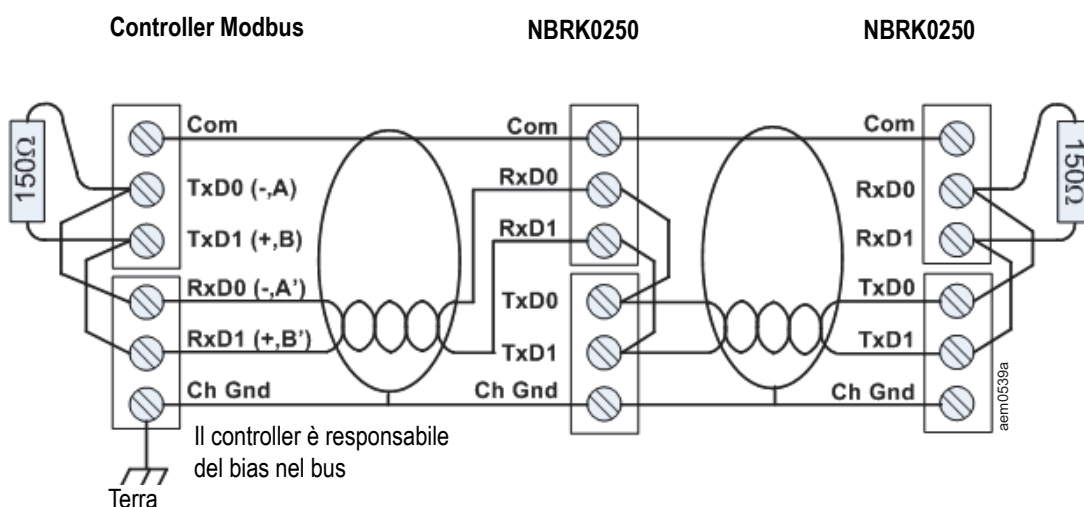 Controller Modbus
NBRK0250
NBRK0250
150Ω
Com
TxD0 (-,A)
TxD1 (+,B)
RxD0 (-,A')
RxD1 (+,B')
Ch Gnd
Com
RxD0
RxD1
TxD0
TxD1
Ch Gnd
Com
RxD0
RxD1
TxD0
TxD1
Ch Gnd
150Ω
aem0539a
Il controller è responsabile
del bias nel bus
Terra